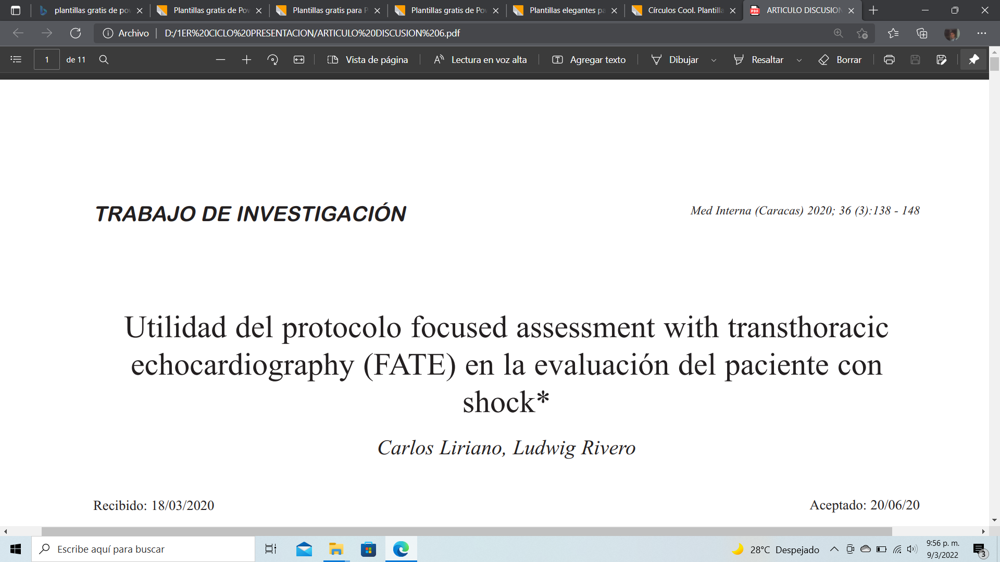 plantillas gratis de pow
Plantillas gratis de Pow
Plantillas gratis para P
Plantillas gratis de Pow
Plantillas elegantes pa
Círculos Cool. Plantilla
PDF
ARTICULO DISCUSION
Archivo
D:/1ER%20CICLO%20PRESENTACION/ARTICULO%20DISCUSION%206.pdf
1 de 11
Vista de página
Lectura en voz alta
Agregar texto
Dibujar
Resaltar
Borrar
TRABAJO DE INVESTIGACIÓN
Med Interna (Caracas) 2020; 36 (3):138 - 148
Utilidad del protocolo focused assessment with transthoracic
echocardiography (FATE) en la evaluación del paciente con
shock*
Carlos Liriano, Ludwig Rivero
Recibido: 18/03/2020
Aceptado: 20/06/20
Escribe aquí para buscar
28°C Despejado
9:56 p. m.
9/3/2022
3